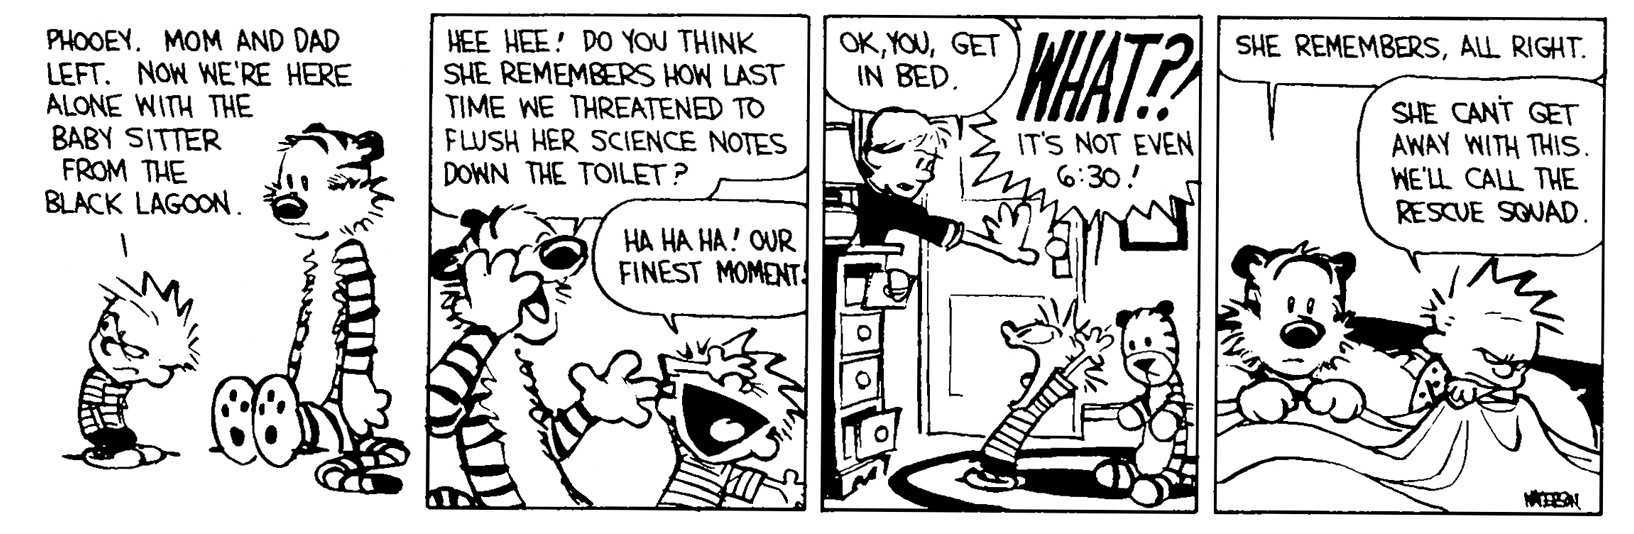 PHOOEY. MOM AND DAD
LEFT. NOW WE'RE HERE
ALONE WITH THE
BABY SITTER
FROM THE
BLACK LAGOON.
HEE HEE! DO YOU THINK
SHE REMEMBERS HOW LAST
TIME WE THREATENED TO
FLUSH HER SCIENCE NOTES
DOWN THE TOILET?
HA HA HA! OUR
FINEST MOMENT!
OK, YOU, GET
IN BED.
WHAT??!
IT'S NOT EVEN
6:30!
SHE REMEMBERS, ALL RIGHT.
SHE CAN'T GET
AWAY WITH THIS.
WE'LL CALL THE
RESCUE SQUAD.
WATTERSON